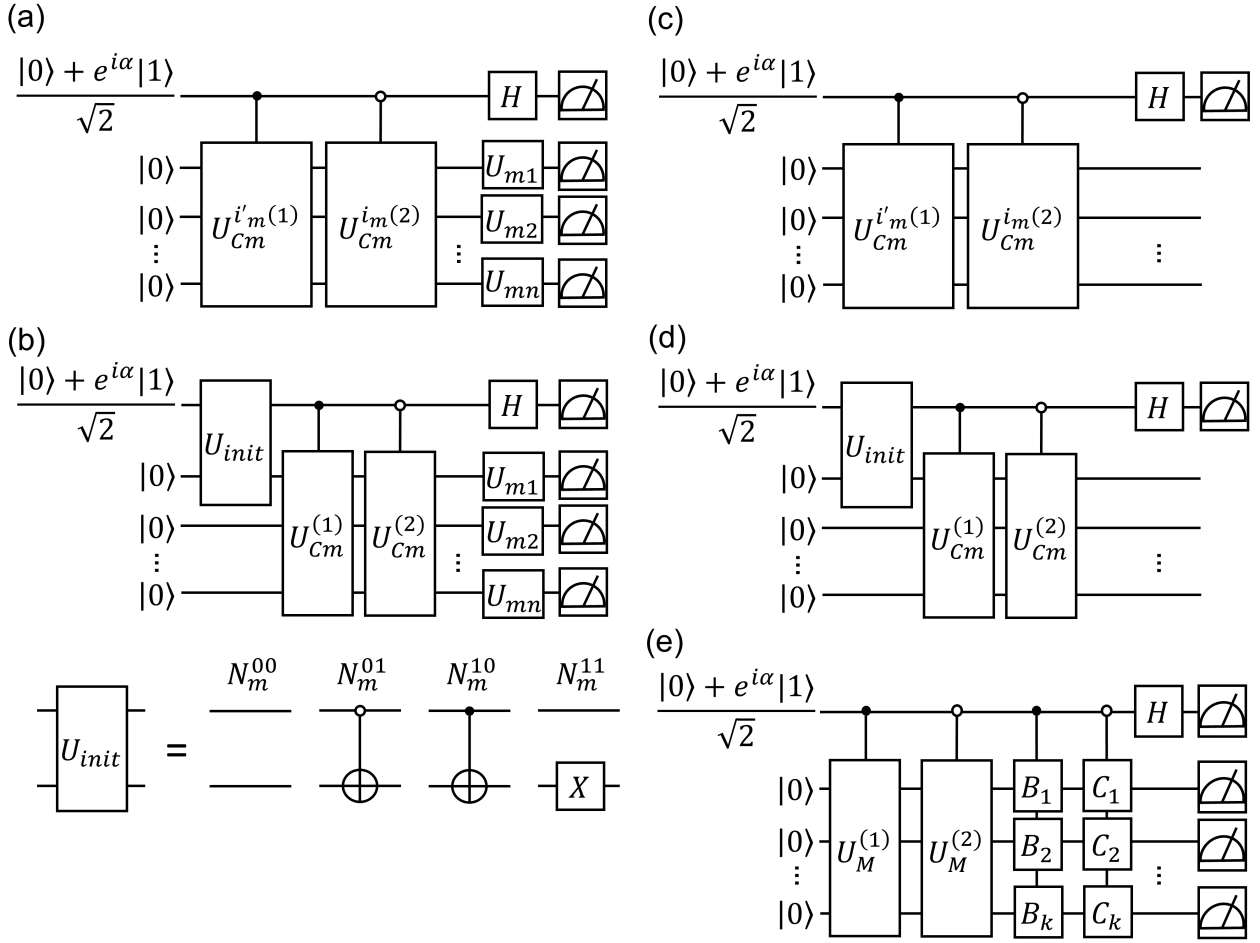 (a)
|0⟩ + e^{iα}|1⟩
√2
H
|0⟩
|0⟩
⋮
|0⟩
U_{Cm}^{i'_m(1)}
U_{Cm}^{i_m(2)}
⋮
U_{m1}
U_{m2}
U_{mn}
(b)
|0⟩ + e^{iα}|1⟩
√2
U_{init}
H
|0⟩
|0⟩
⋮
|0⟩
U_{Cm}^{(1)}
U_{Cm}^{(2)}
⋮
U_{m1}
U_{m2}
U_{mn}
U_{init} =
N_m^{00} N_m^{01} N_m^{10} N_m^{11}
X
(c)
|0⟩ + e^{iα}|1⟩
√2
H
|0⟩
|0⟩
⋮
|0⟩
U_{Cm}^{i'_m(1)}
U_{Cm}^{i_m(2)}
⋮
(d)
|0⟩ + e^{iα}|1⟩
√2
U_{init}
H
|0⟩
|0⟩
⋮
|0⟩
U_{Cm}^{(1)}
U_{Cm}^{(2)}
⋮
(e)
|0⟩ + e^{iα}|1⟩
√2
H
|0⟩
|0⟩
⋮
|0⟩
U_M^{(1)}
U_M^{(2)}
B_1 C_1
B_2 C_2
⋮
B_k C_k